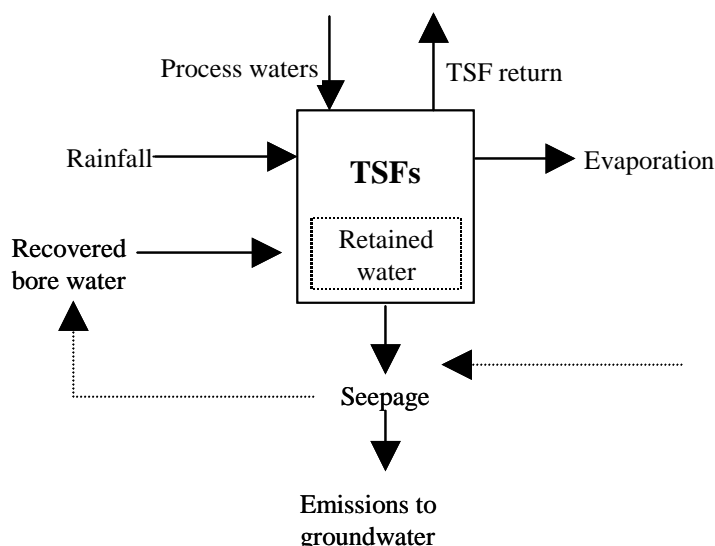 Process waters
TSF return
Rainfall
TSFs
Evaporation
Recovered
bore water
Retained
water
Seepage
Emissions to
groundwater